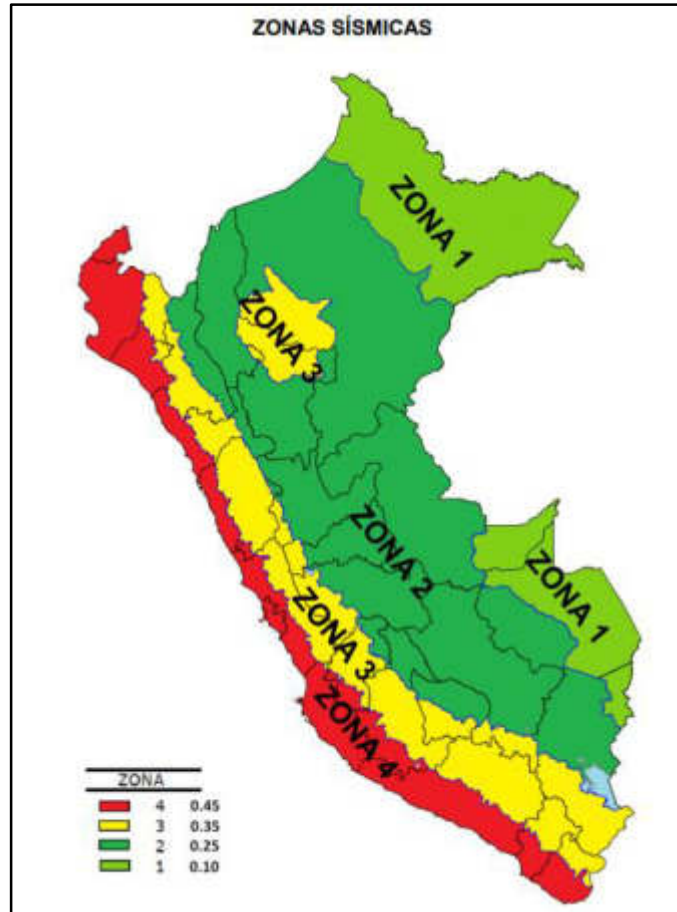 ZONAS SÍSMICAS
ZONA 1
ZONA 3
ZONA 2
ZONA 1
ZONA 3
ZONA 4
ZONA
4 0.45
3 0.35
2 0.25
1 0.10